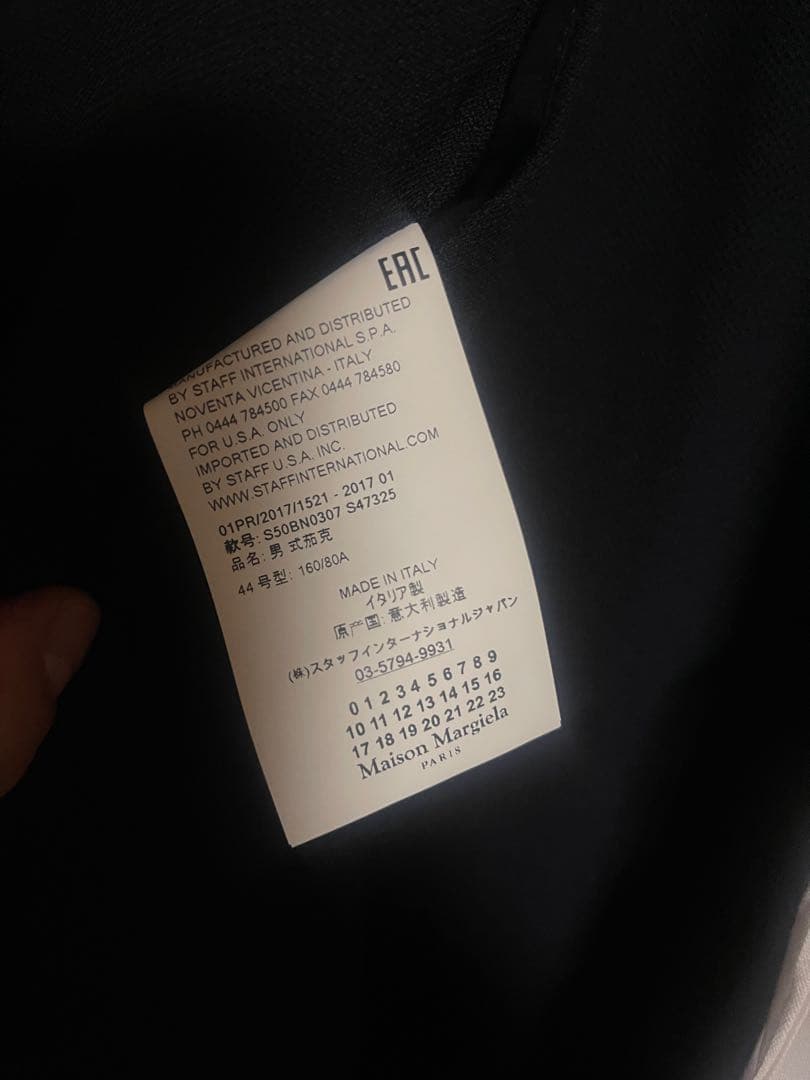 EAC
MANUFACTURED AND DISTRIBUTED
BY STAFF INTERNATIONAL S.P.A.
NOVENTA VICENTINA - ITALY
PH 0444 784500 FAX 0444 784580
FOR U.S.A. ONLY
IMPORTED AND DISTRIBUTED
BY STAFF U.S.A. INC.
WWW.STAFFINTERNATIONAL.COM
01PR/2017/1521 - 2017 01
款号: S50BN0307 S47325
品名: 男 式茄克
44 号型: 160/80A
MADE IN ITALY
イタリア製
原产国: 意大利製造
(株)スタッフインターナショナルジャパン
03-5794-9931
0 1 2 3 4 5 6 7 8 9
10 11 12 13 14 15 16
17 18 19 20 21 22 23
Maison Margiela
PARIS